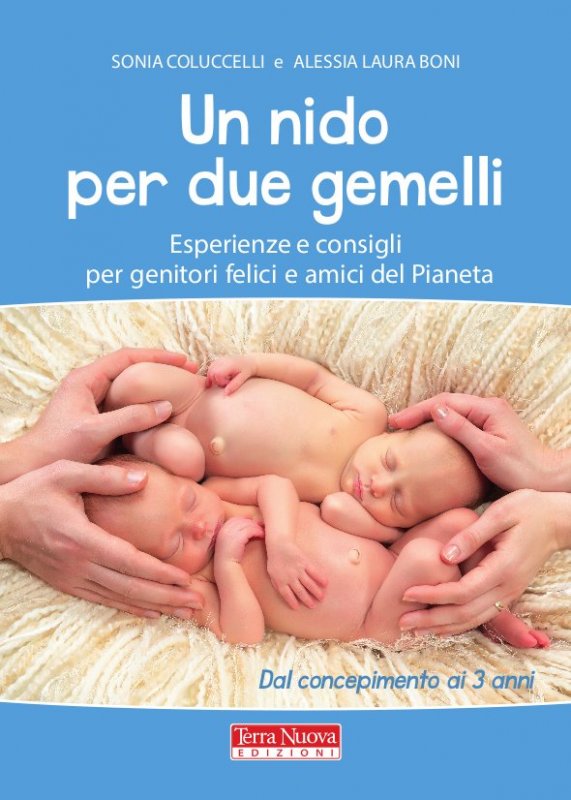 SONIA COLUCCELLI e ALESSIA LAURA BONI
Un nido
per due gemelli
Esperienze e consigli
per genitori felici e amici del Pianeta
Dal concepimento ai 3 anni
Terra Nuova
EDIZIONI